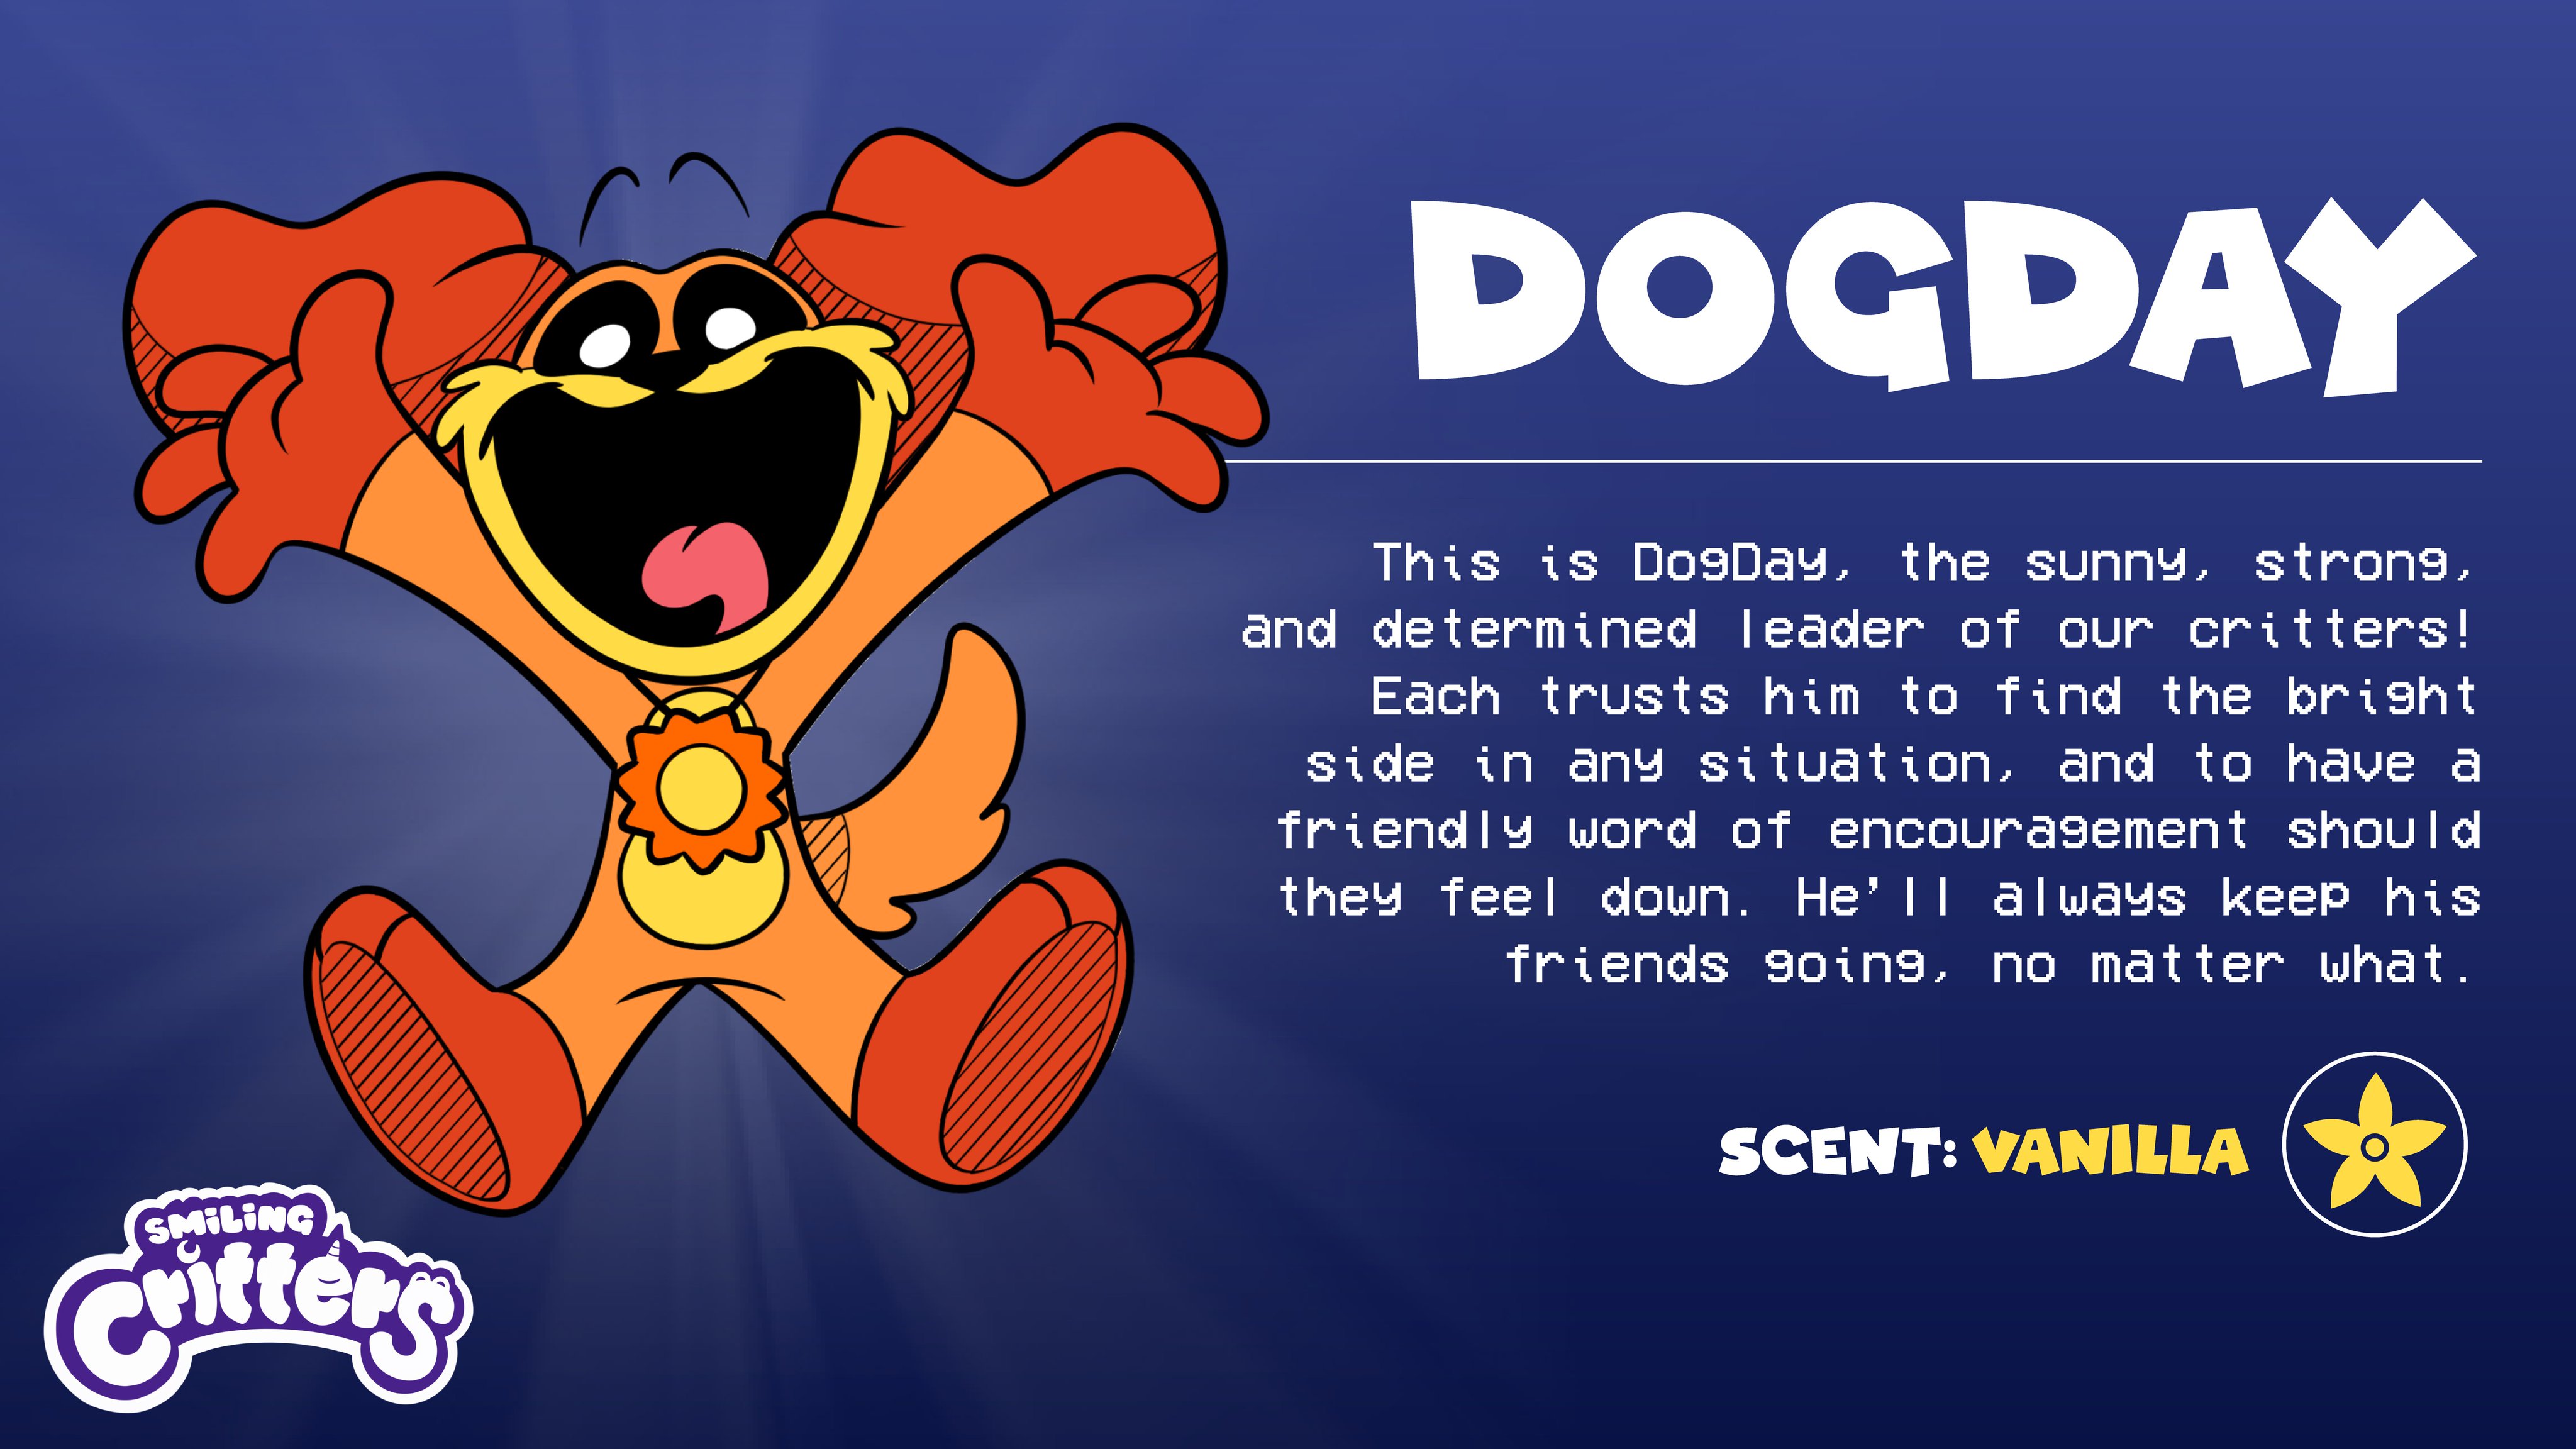 DOGDAY
This is DogDay, the sunny, strong,
and determined leader of our critters!
Each trusts him to find the bright
side in any situation, and to have a
friendly word of encouragement should
they feel down. He'll always keep his
friends going, no matter what.
SCENT: VANILLA
SMiLiNG
Critters